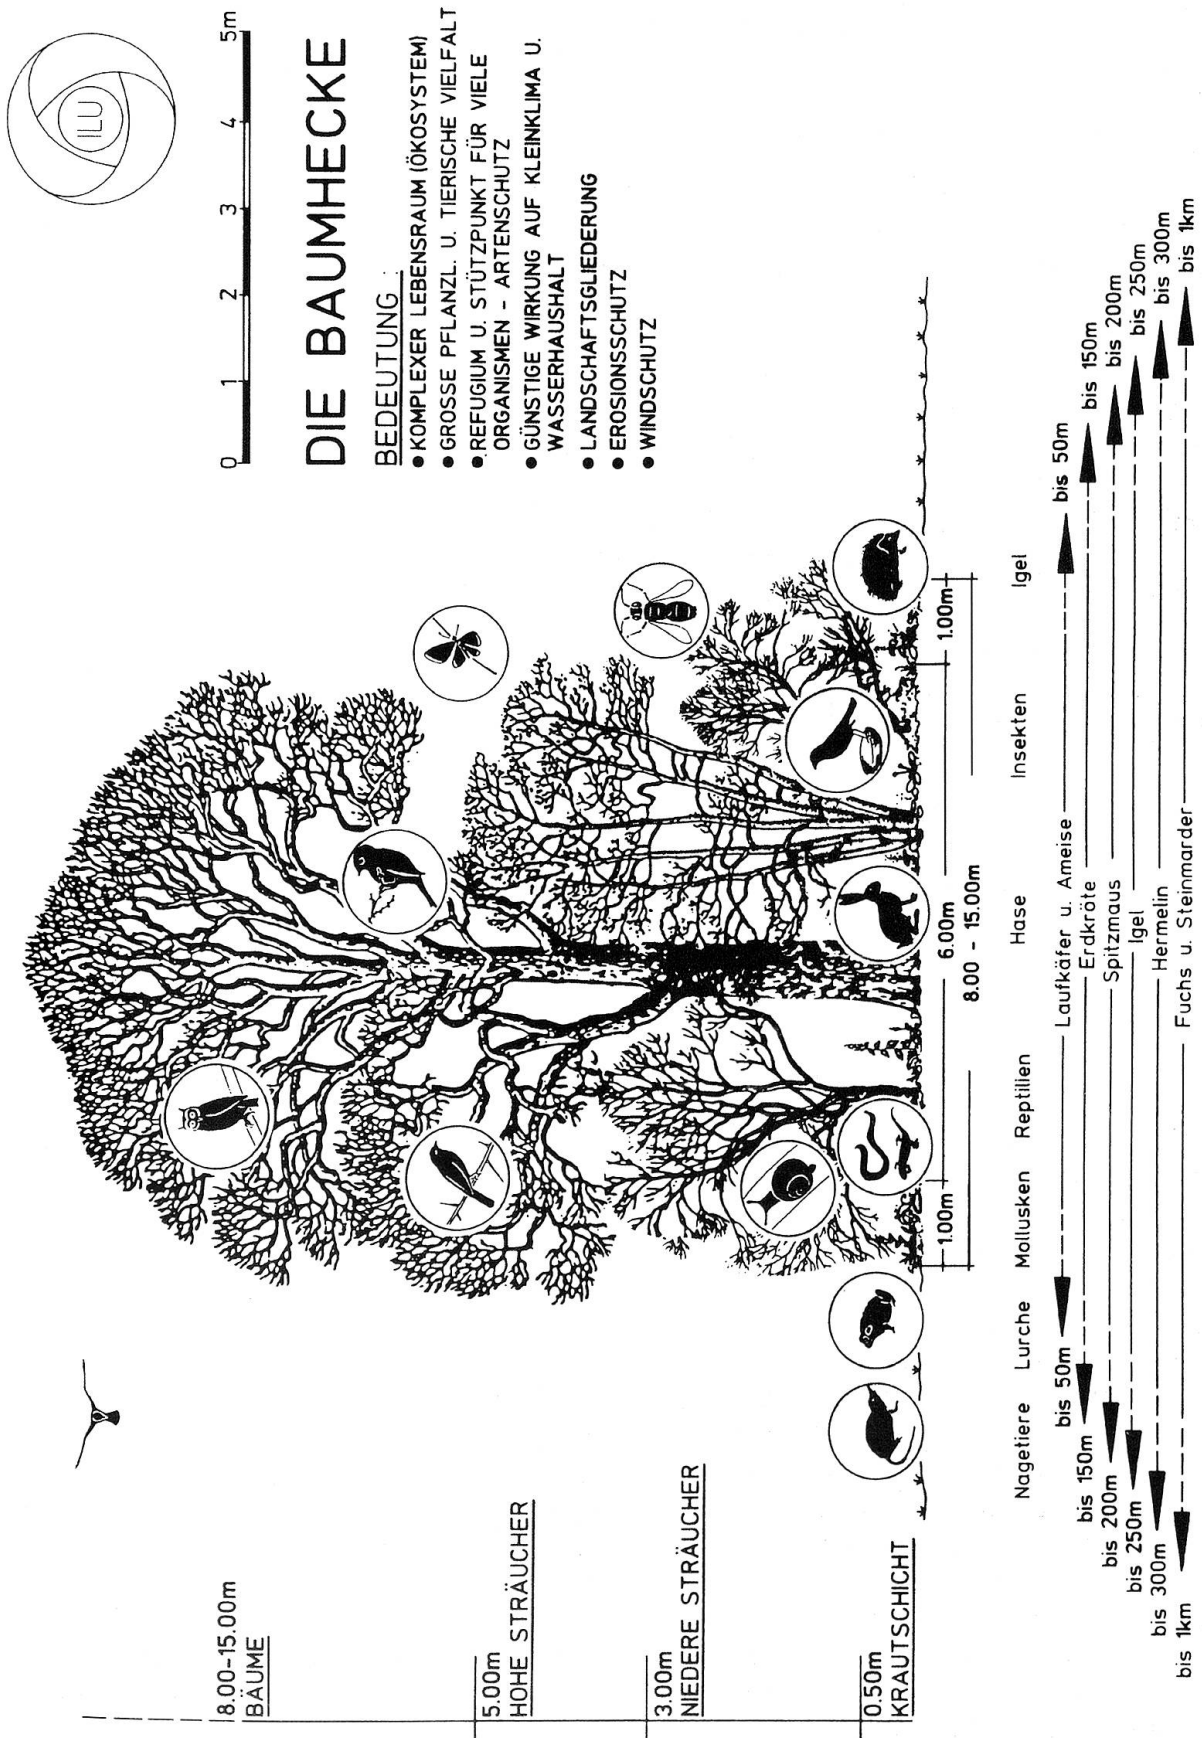 ILU
0 1 2 3 4 5m
DIE BAUMHECKE
BEDEUTUNG :
● KOMPLEXER LEBENSRAUM (ÖKOSYSTEM)
● GROSSE PFLANZL. U. TIERISCHE VIELFALT
● REFUGIUM U. STÜTZPUNKT FÜR VIELE
ORGANISMEN - ARTENSCHUTZ
● GÜNSTIGE WIRKUNG AUF KLEINKLIMA U.
WASSERHAUSHALT
● LANDSCHAFTSGLIEDERUNG
● EROSIONSSCHUTZ
● WINDSCHUTZ
8.00-15.00m
BÄUME
5.00m
HOHE STRÄUCHER
3.00m
NIEDERE STRÄUCHER
0.50m
KRAUTSCHICHT
1.00m 6.00m 1.00m
8.00 - 15.00m
Nagetiere Lurche Mollusken Reptilien Hase Insekten Igel
bis 50m Laufkäfer u. Ameise bis 50m
bis 150m Erdkröte bis 150m
bis 200m Spitzmaus bis 200m
bis 250m Igel bis 250m
bis 300m Hermelin bis 300m
bis 1km Fuchs u. Steinmarder bis 1km